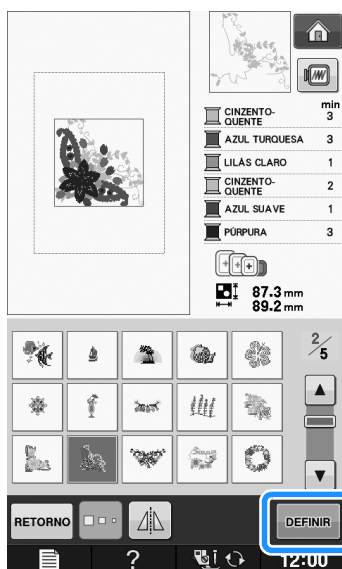 min
CINZENTO-
QUENTE 3
AZUL TURQUESA 3
LILÁS CLARO 1
CINZENTO-
QUENTE 2
AZUL SUAVE 1
PÚRPURA 3
87.3 mm
89.2 mm
2/5
RETORNO
DEFINIR
?
12:00